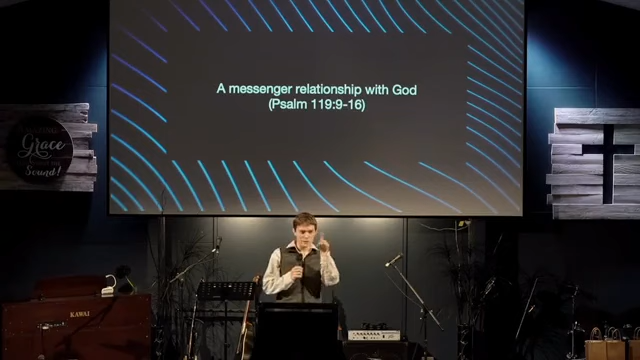 A messenger relationship with God
(Psalm 119:9-16)
Grace
Sound!
KAWAI